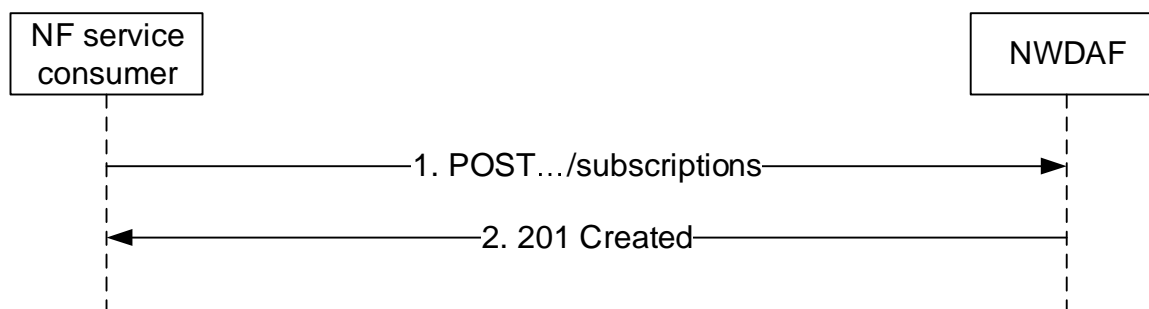 NF service
consumer
NWDAF
1. POST…/subscriptions
2. 201 Created